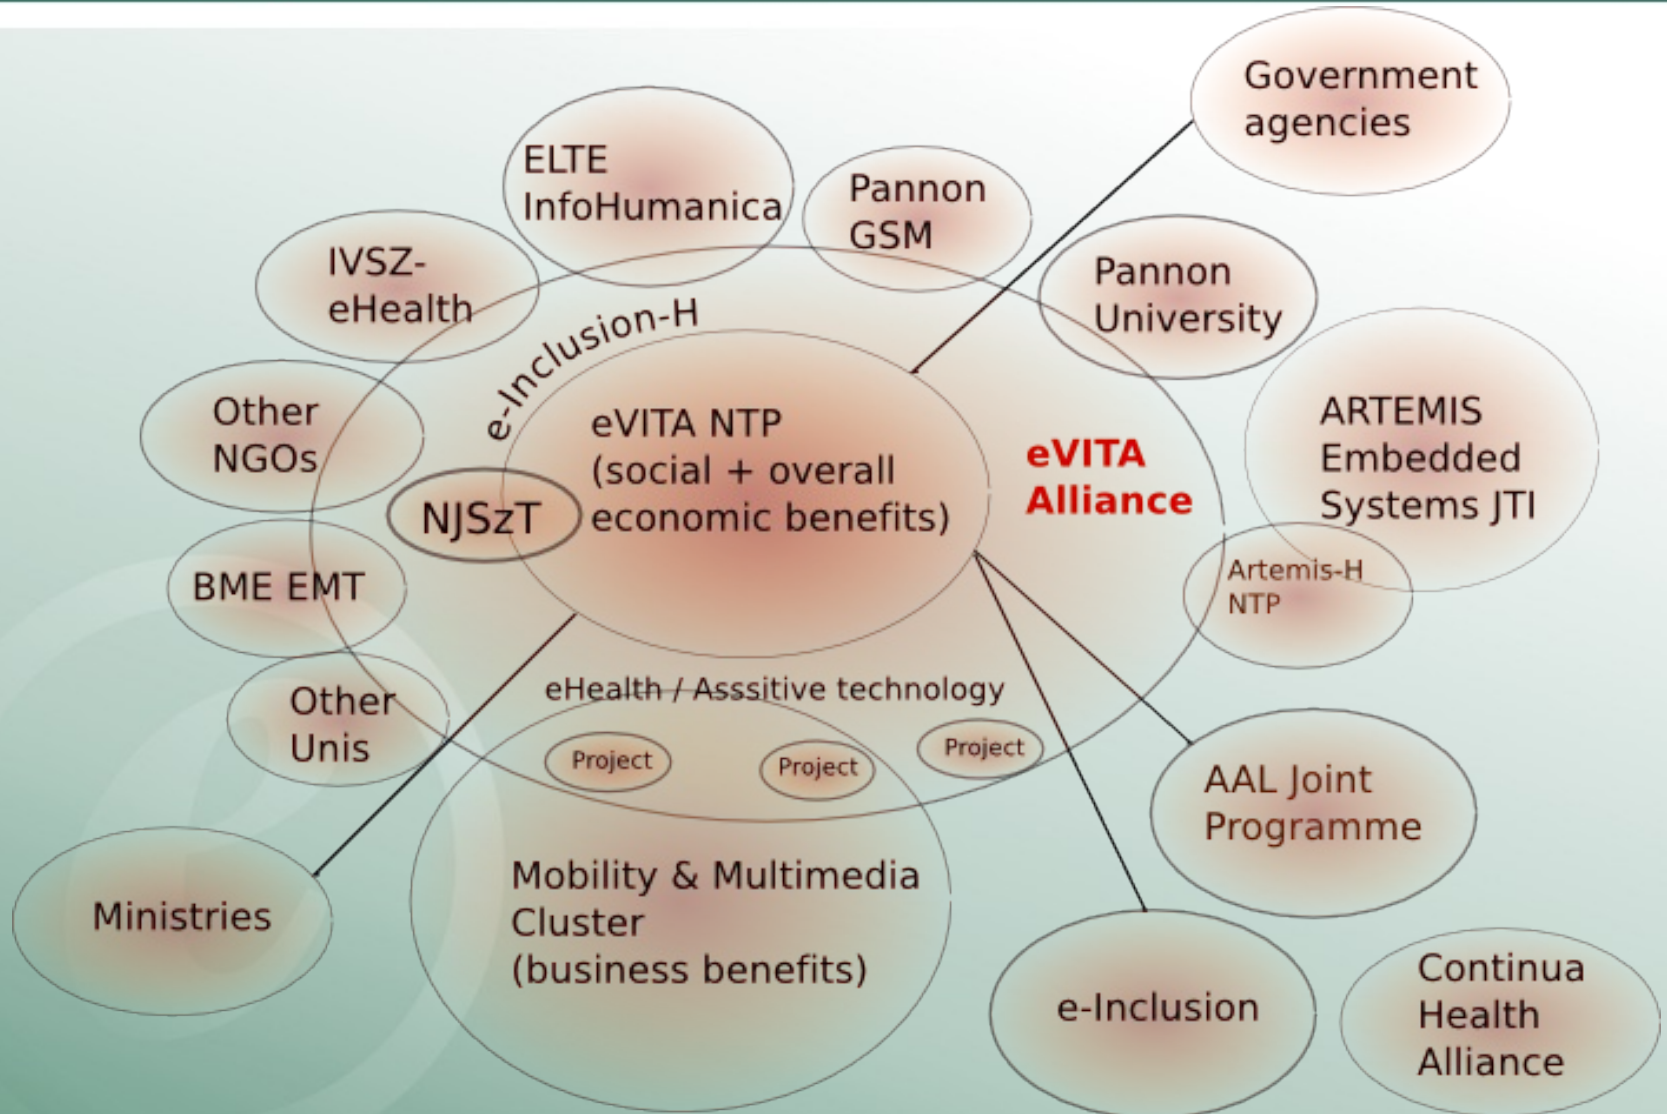 Government
agencies
ELTE
InfoHumanica
Pannon
GSM
IVSZ-
eHealth
Pannon
University
e-Inclusion-H
Other
NGOs
eVITA NTP
(social + overall
economic benefits)
eVITA
Alliance
ARTEMIS
Embedded
Systems JTI
NJSzT
BME EMT
Artemis-H
NTP
Other
Unis
eHealth / Asssitive technology
Project
Project
Project
AAL Joint
Programme
Ministries
Mobility & Multimedia
Cluster
(business benefits)
e-Inclusion
Continua
Health
Alliance